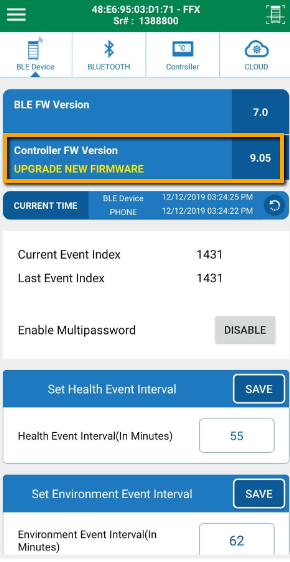 48:E6:95:03:D1:71 - FFX
Sr# : 1388800
BLE Device
BLUETOOTH
Controller
CLOUD
BLE FW Version
7.0
Controller FW Version
UPGRADE NEW FIRMWARE
9.05
CURRENT TIME
BLE Device 12/12/2019 03:24:25 PM
PHONE 12/12/2019 03:24:22 PM
Current Event Index 1431
Last Event Index 1431
Enable Multipassword DISABLE
Set Health Event Interval SAVE
Health Event Interval(In Minutes) 55
Set Environment Event Interval SAVE
Environment Event Interval(In
Minutes)
62